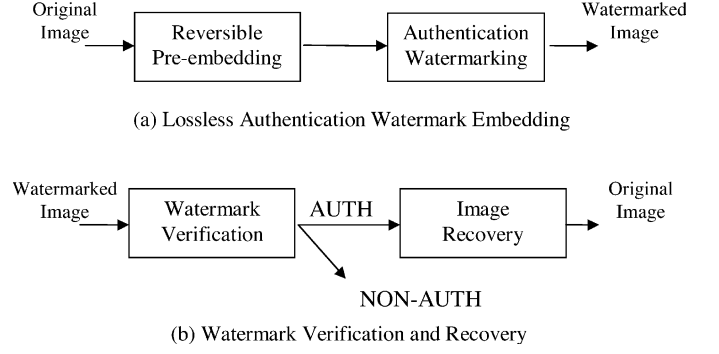 Original
Image
Reversible
Pre-embedding
Authentication
Watermarking
Watermarked
Image
(a) Lossless Authentication Watermark Embedding
Watermarked
Image
Watermark
Verification
AUTH
Image
Recovery
Original
Image
NON-AUTH
(b) Watermark Verification and Recovery